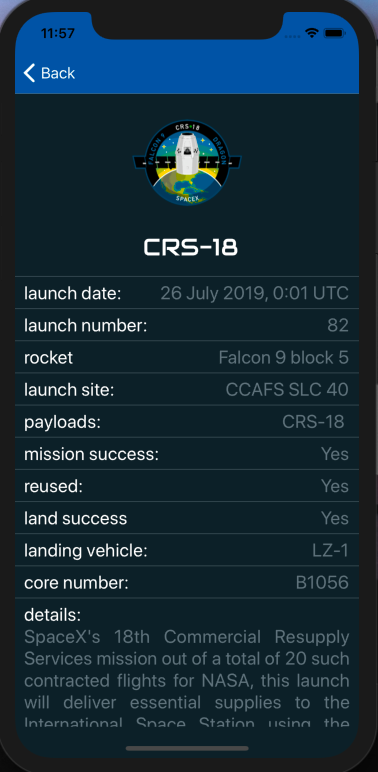 11:57
Back
CRS-18
FALCON 9
DRAGON
SPACEX
CRS-18
launch date: 26 July 2019, 0:01 UTC
launch number: 82
rocket Falcon 9 block 5
launch site: CCAFS SLC 40
payloads: CRS-18
mission success: Yes
reused: Yes
land success Yes
landing vehicle: LZ-1
core number: B1056
details:
SpaceX's 18th Commercial Resupply
Services mission out of a total of 20 such
contracted flights for NASA, this launch
will deliver essential supplies to the
International Space Station using the